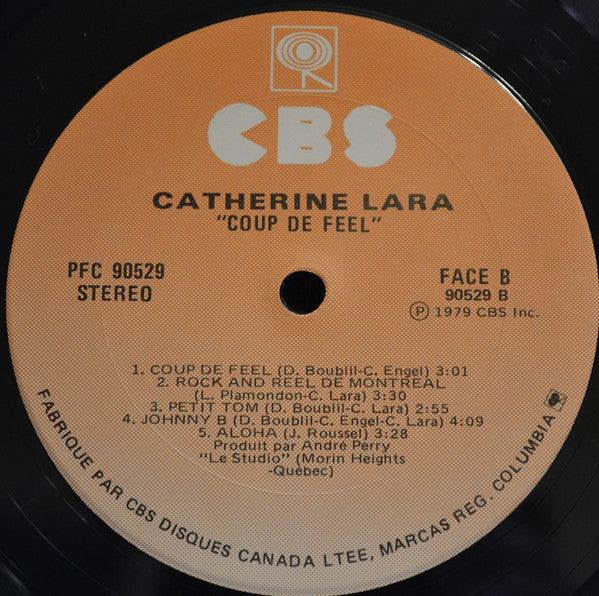 CBS
CATHERINE LARA
"COUP DE FEEL"
PFC 90529
STEREO
FACE B
90529 B
Ⓟ 1979 CBS Inc.
1. COUP DE FEEL (D. Boublil-C. Engel) 3:01
2. ROCK AND REEL DE MONTREAL
(L. Plamondon-C. Lara) 3:30
3. PETIT TOM (D. Boublil-C. Lara) 2:55
4. JOHNNY B (D. Boublil-C. Engel-C. Lara) 4:09
5. ALOHA (J. Roussel) 3:28
Produit par André Perry
"Le Studio" (Morin Heights
-Québec)
FABRIQUE PAR CBS DISQUES CANADA LTEE, MARCAS REG. COLUMBIA